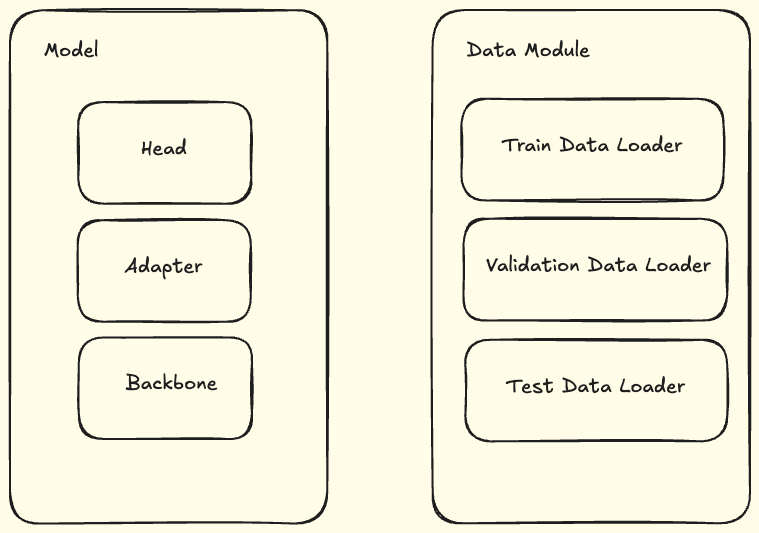 Model
Head
Adapter
Backbone
Data Module
Train Data Loader
Validation Data Loader
Test Data Loader